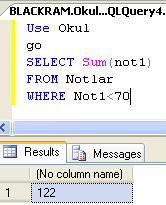 BLACKRAM.Okul...QLQuery4.
Use Okul
go
SELECT Sum(not1)
FROM Notlar
WHERE Not1<70
Results Messages
(No column name)
1 122